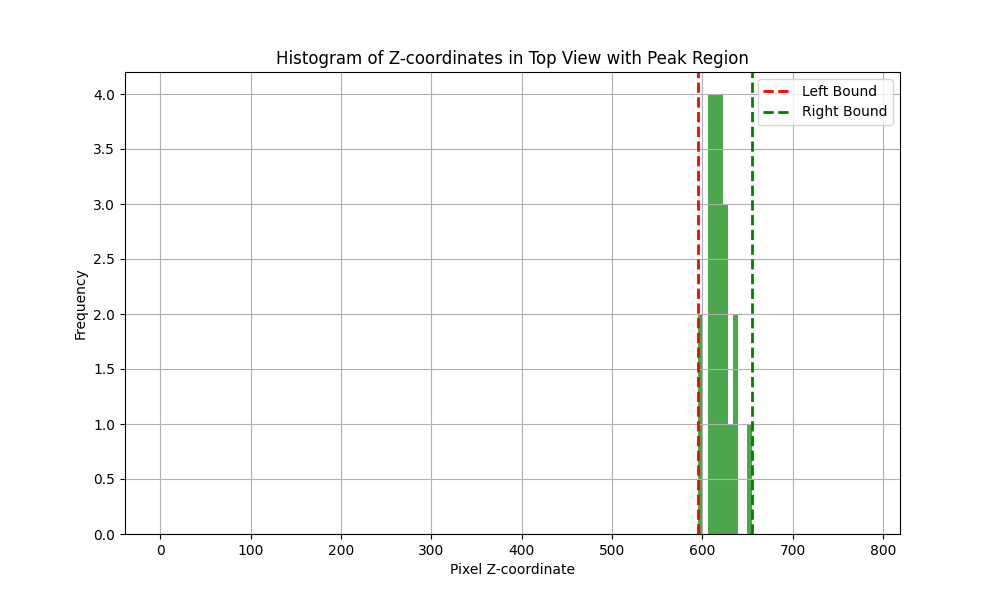 Histogram of Z-coordinates in Top View with Peak Region
Left Bound
Right Bound
4.0
3.5
3.0
2.5
2.0
1.5
1.0
0.5
0.0
Frequency
0 100 200 300 400 500 600 700 800
Pixel Z-coordinate